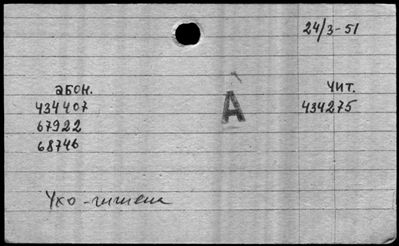 24/3-51
абон.
чит.
434407
А
434275
67922
68746
Ухо - гигиена